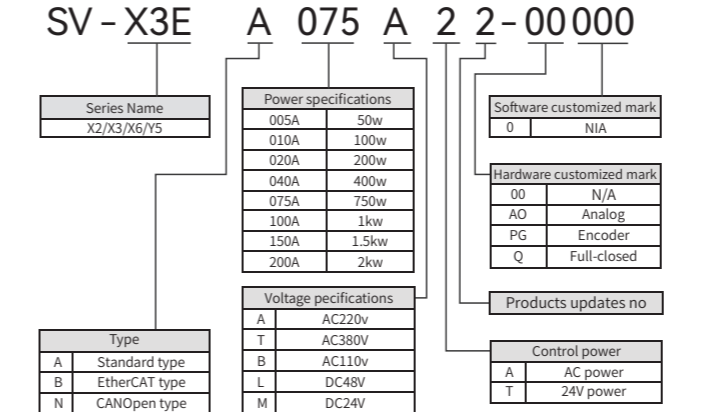 SV – X3E A 075 A 2 2 – 00 000
Series Name
X2/X3/X6/Y5
Type
A Standard type
B EtherCAT type
N CANOpen type
Power specifications
005A 50w
010A 100w
020A 200w
040A 400w
075A 750w
100A 1kw
150A 1.5kw
200A 2kw
Voltage pecifications
A AC220v
T AC380V
B AC110v
L DC48V
M DC24V
Software customized mark
0 NIA
Hardware customized mark
00 N/A
AO Analog
PG Encoder
Q Full-closed
Products updates no
Control power
A AC power
T 24V power